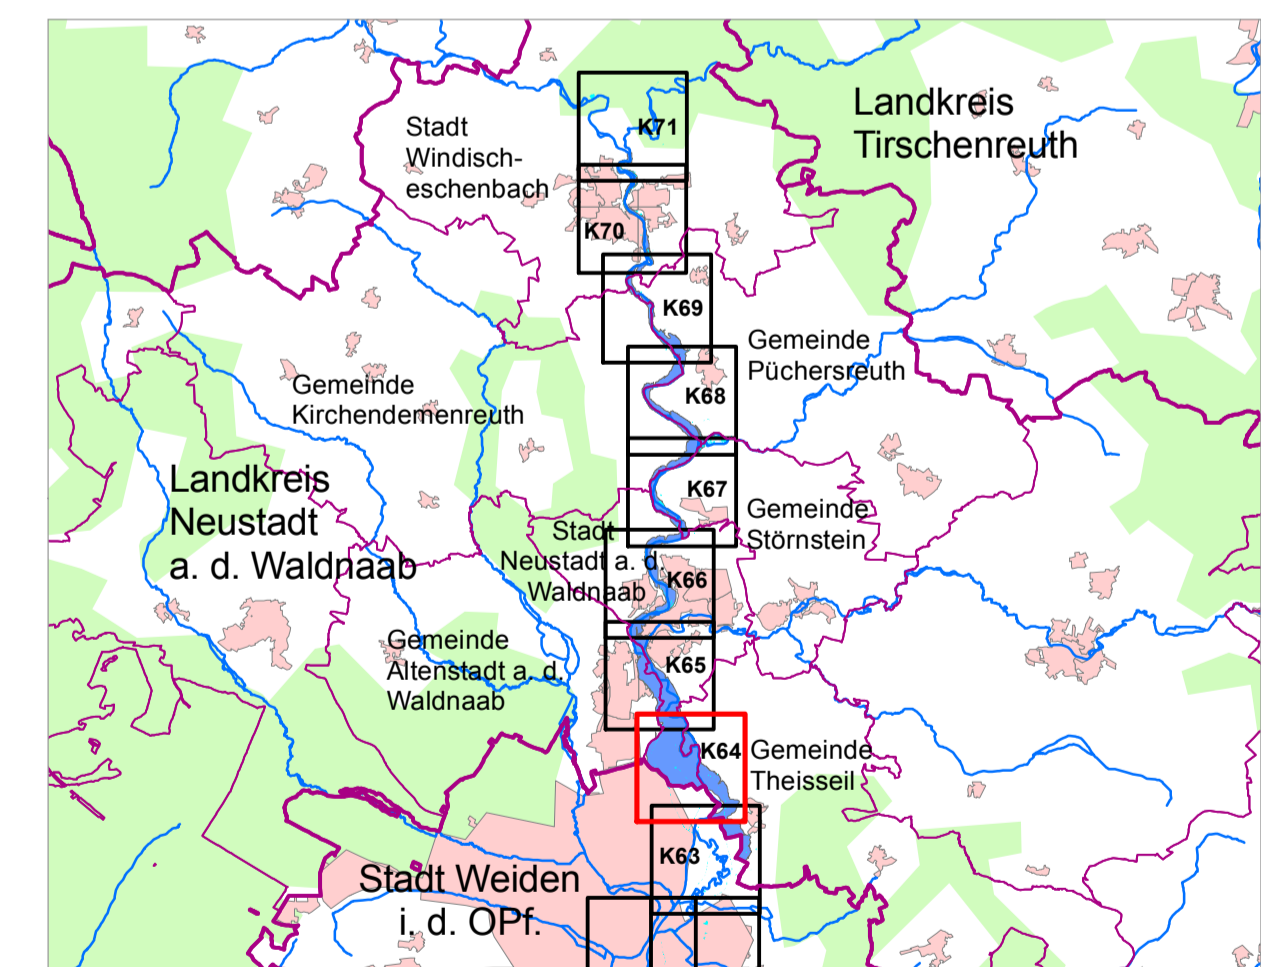 Landkreis
Tirschenreuth
Stadt
Windisch-
eschenbach
K71
K70
K69
Gemeinde
Püchersreuth
K68
Gemeinde
Kirchendemenreuth
Landkreis
Neustadt
a. d. Waldnaab
K67
Gemeinde
Störnstein
Stadt
Neustadt a. d.
Waldnaab
K66
Gemeinde
Altenstadt a. d.
Waldnaab
K65
K64
Gemeinde
Theisseil
K63
Stadt Weiden
i. d. OPf.